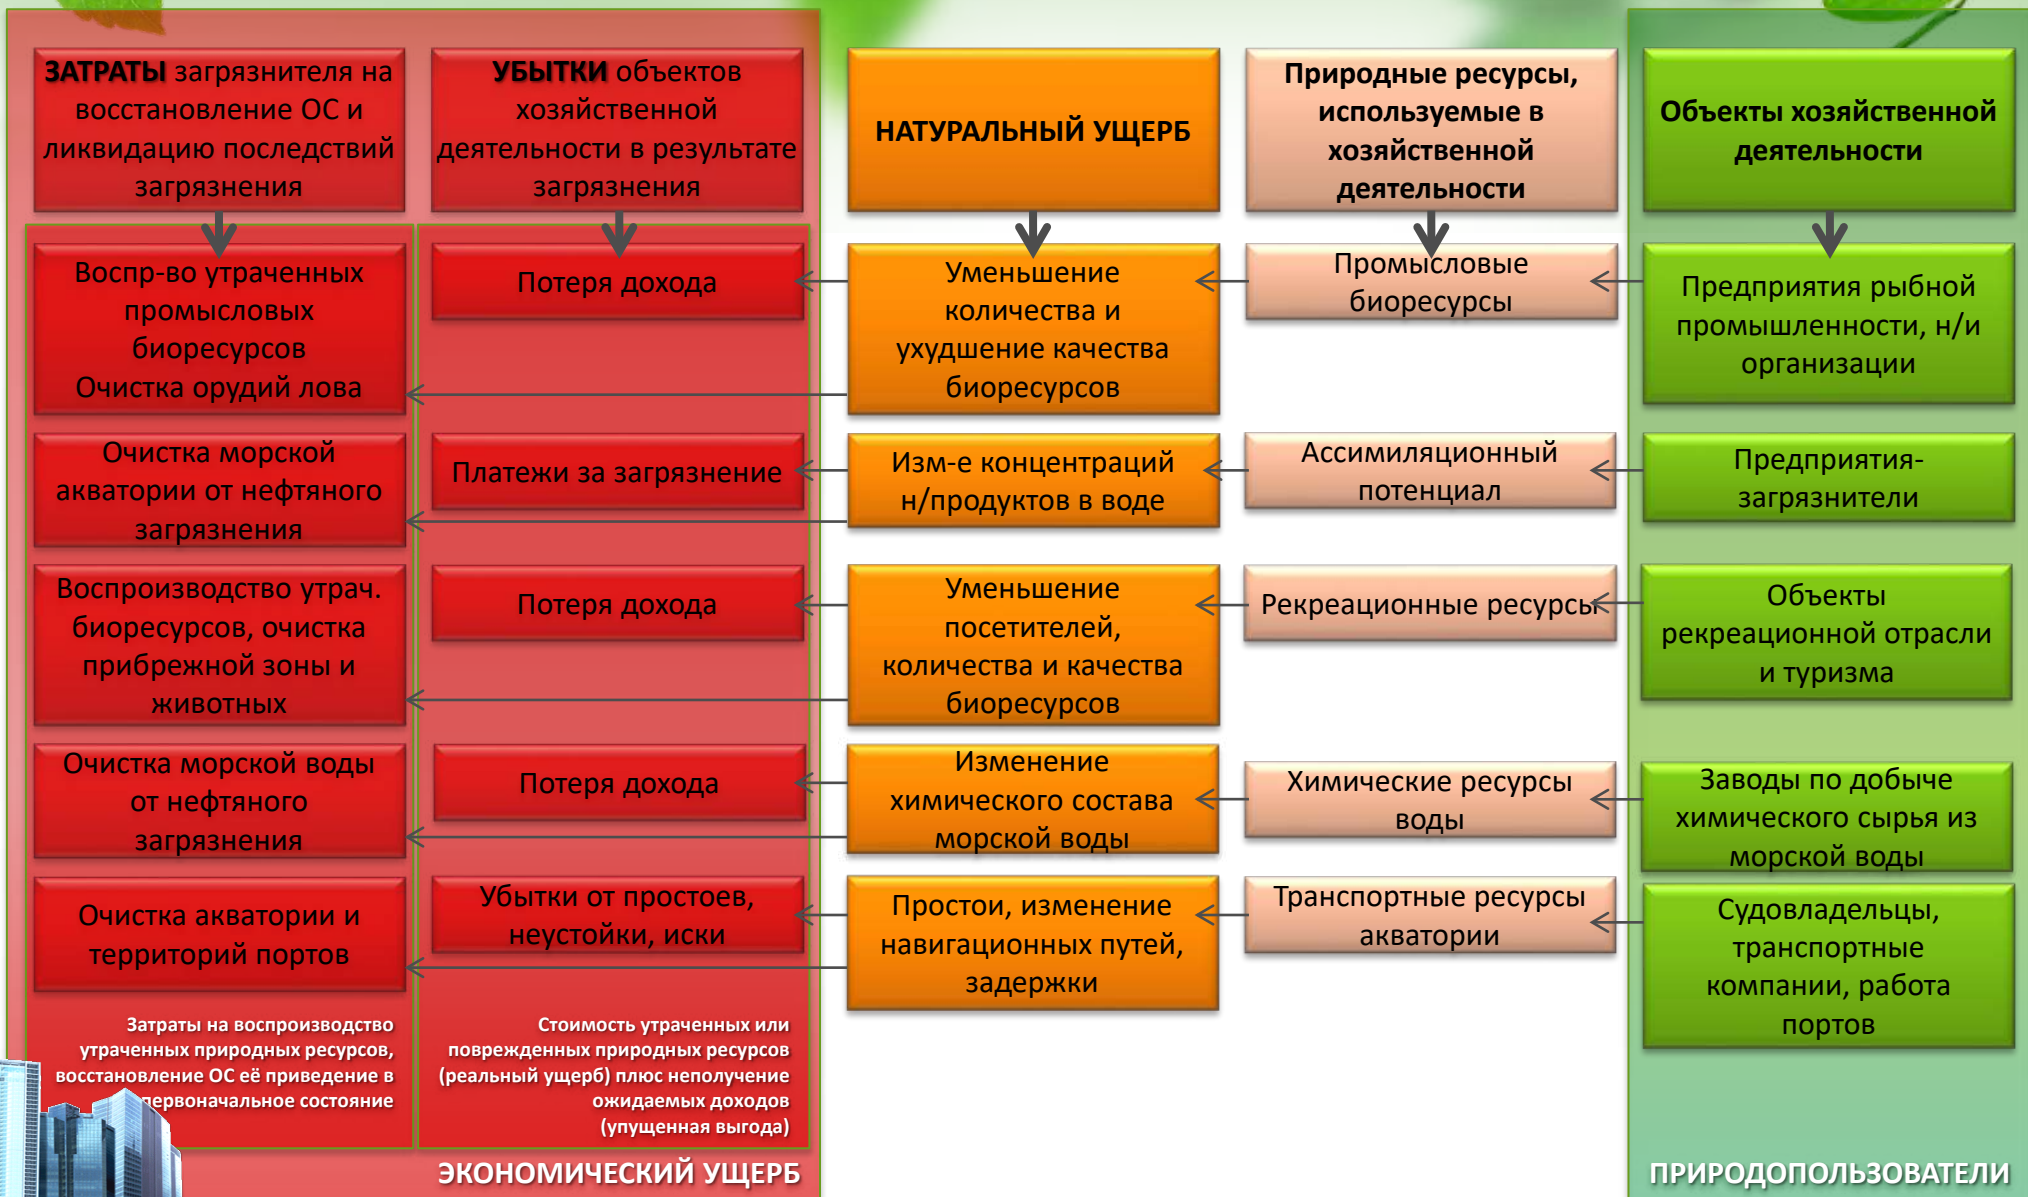 ЗАТРАТЫ загрязнителя на
восстановление ОС и
ликвидацию последствий
загрязнения
УБЫТКИ объектов
хозяйственной
деятельности в результате
загрязнения
НАТУРАЛЬНЫЙ УЩЕРБ
Природные ресурсы,
используемые в
хозяйственной
деятельности
Объекты хозяйственной
деятельности
Воспр-во утраченных
промысловых
биоресурсов
Очистка орудий лова
Потеря дохода
Уменьшение
количества и
ухудшение качества
биоресурсов
Промысловые
биоресурсы
Предприятия рыбной
промышленности, н/и
организации
Очистка морской
акватории от нефтяного
загрязнения
Платежи за загрязнение
Изм-е концентраций
н/продуктов в воде
Ассимиляционный
потенциал
Предприятия-
загрязнители
Воспроизводство утрач.
биоресурсов, очистка
прибрежной зоны и
животных
Потеря дохода
Уменьшение
посетителей,
количества и качества
биоресурсов
Рекреационные ресурсы
Объекты
рекреационной отрасли
и туризма
Очистка морской воды
от нефтяного
загрязнения
Потеря дохода
Изменение
химического состава
морской воды
Химические ресурсы
воды
Заводы по добыче
химического сырья из
морской воды
Очистка акватории и
территорий портов
Убытки от простоев,
неустойки, иски
Простои, изменение
навигационных путей,
задержки
Транспортные ресурсы
акватории
Судовладельцы,
транспортные
компании, работа
портов
Затраты на воспроизводство
утраченных природных ресурсов,
восстановление ОС её приведение в
первоначальное состояние
Стоимость утраченных или
поврежденных природных ресурсов
(реальный ущерб) плюс неполучение
ожидаемых доходов
(упущенная выгода)
ЭКОНОМИЧЕСКИЙ УЩЕРБ
ПРИРОДОПОЛЬЗОВАТЕЛИ